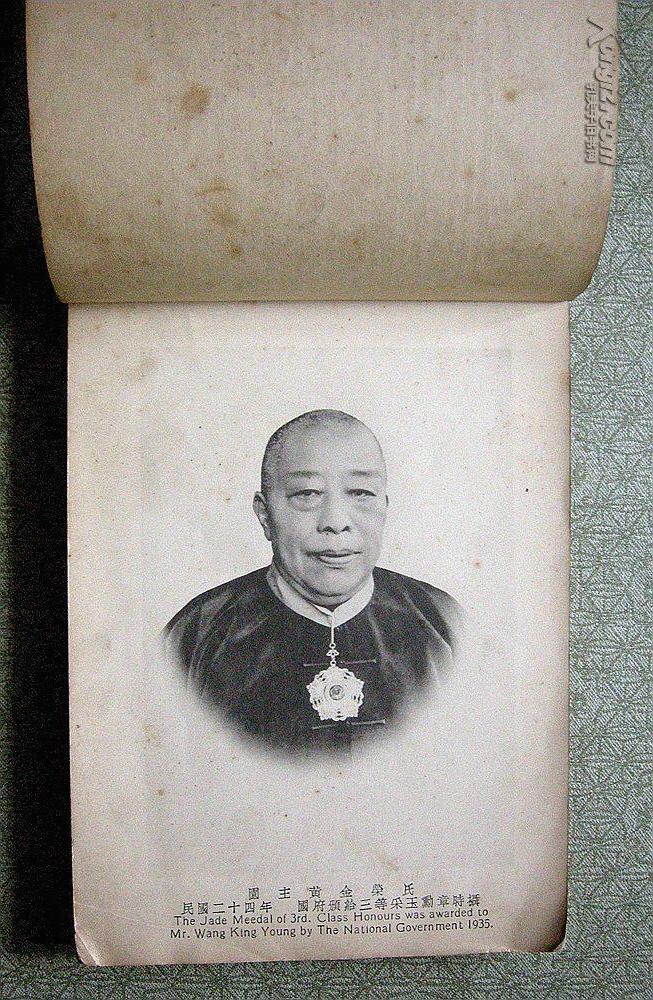 Kongfz.com
孔夫子旧书网
園主黃金榮氏
民國二十四年 國府頒給三等采玉勳章時攝
The Jade Meedal of 3rd. Class Honours was awarded to
Mr. Wang King Young by The National Government 1935.